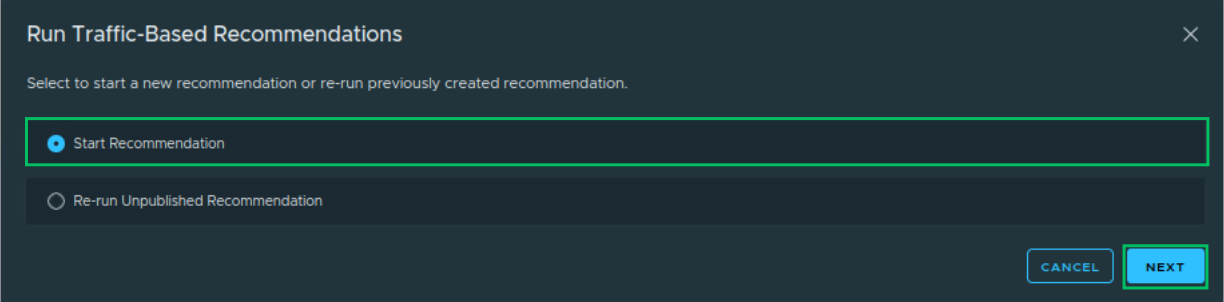 Run Traffic-Based Recommendations
Select to start a new recommendation or re-run previously created recommendation.
Start Recommendation
Re-run Unpublished Recommendation
CANCEL NEXT